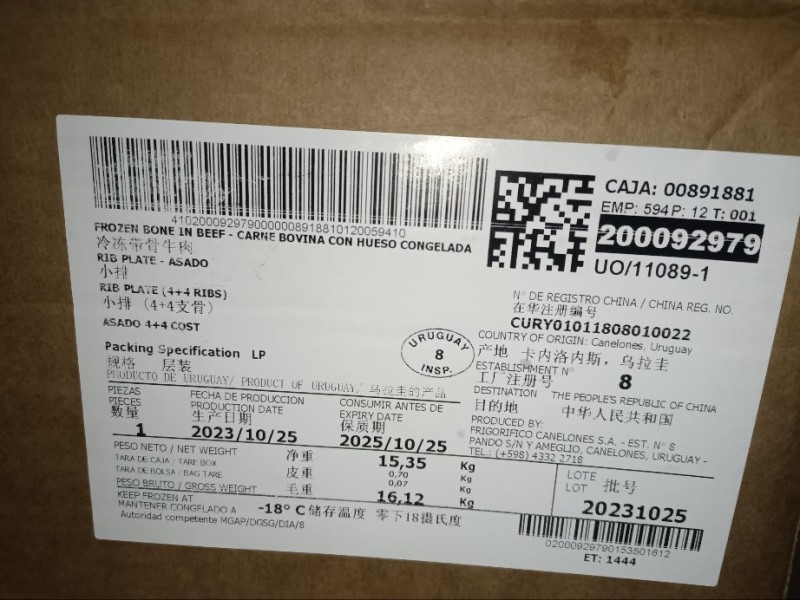 41020009297900000089188101200594​10
FROZEN BONE IN BEEF - CARNE BOVINA CON HUESO CONGELADA
冷冻带骨牛肉
RIB PLATE - ASADO
小排
RIB PLATE (4+4 RIBS)
小排（4+4支骨）
ASADO 4+4 COST
Packing Specification LP
规格 层装
PRODUCTO DE URUGUAY/ PRODUCT OF URUGUAY/ 乌拉圭的产品
URUGUAY
8
INSP.
PIEZAS
PIECES
数量
1
FECHA DE PRODUCCION
PRODUCTION DATE
生产日期
2023/10/25
CONSUMIR ANTES DE
EXPIRY DATE
保质期
2025/10/25
PESO NETO / NET WEIGHT 净重 15,35 Kg
TARA DE CAJA / TARE BOX 皮重 0,70 Kg
TARA DE BOLSA / BAG TARE 0,07 Kg
PESO BRUTO / GROSS WEIGHT 毛重 16,12 Kg
KEEP FROZEN AT
MANTENER CONGELADO A -18° C 储存温度 零下18摄氏度
Autoridad competente MGAP/DGSG/DIA/8
CAJA: 00891881
EMP: 594 P: 12 T: 001
200092979
UO/11089-1
N° DE REGISTRO CHINA / CHINA REG. NO.
在华注册编号
CURY01011808010022
COUNTRY OF ORIGIN: Canelones, Uruguay
产地 卡内洛内斯，乌拉圭
ESTABLISHMENT N°
工厂注册号 8
DESTINATION THE PEOPLE'S REPUBLIC OF CHINA
目的地 中华人民共和国
PRODUCED BY:
FRIGORIFICO CANELONES S.A. - EST. N° 8
PANDO S/N Y AMEGLIO, CANELONES, URUGUAY -
TEL.: (+598) 4332 2718
LOTE
LOT 批号
20231025
02000929790153501612
ET: 1444